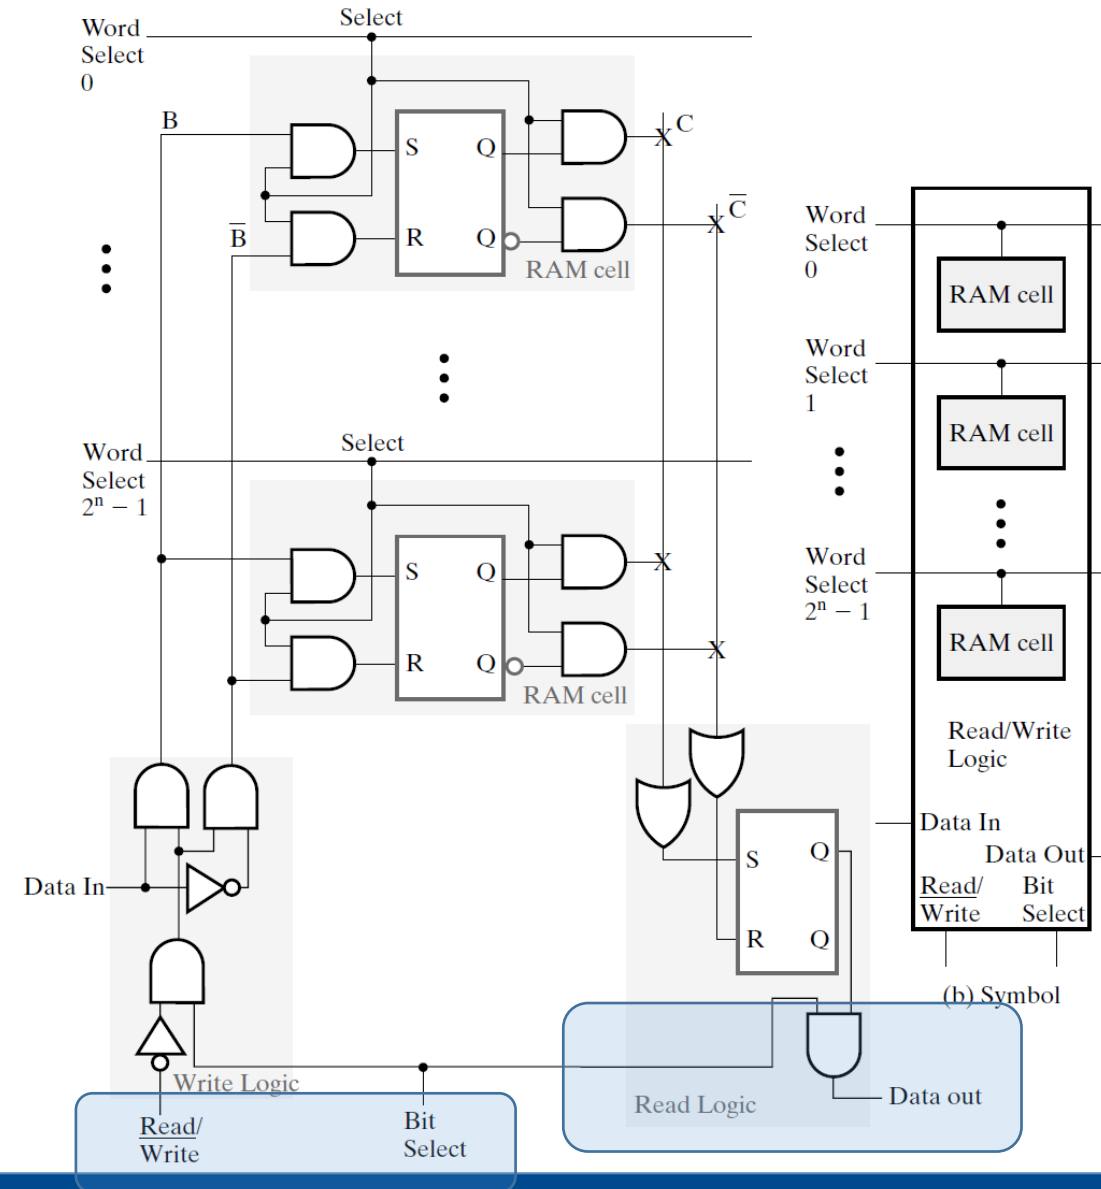 Select
Word
Select
0
B
S
Q
C
B
R
Q
C
RAM cell
Select
Word
Select
2ⁿ − 1
S
Q
R
Q
RAM cell
Data In
S
Q
R
Q
Write Logic
Read/
Write
Bit
Select
Read Logic
Data out
Word
Select
0
RAM cell
Word
Select
1
RAM cell
Word
Select
2ⁿ − 1
RAM cell
Read/Write
Logic
Data In
Data Out
Read/
Write
Bit
Select
(b) Symbol